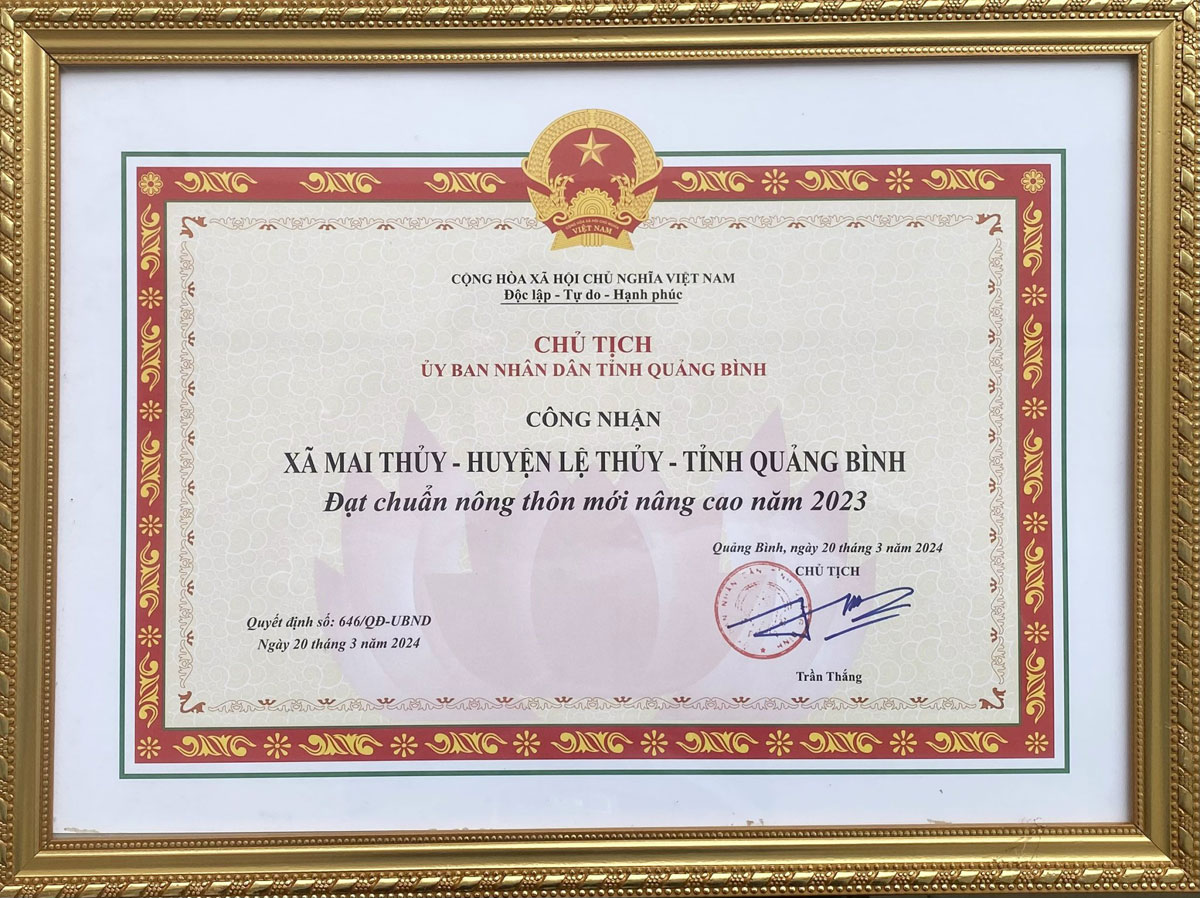 VIỆT NAM
CỘNG HÒA XÃ HỘI CHỦ NGHĨA VIỆT NAM
Độc lập - Tự do - Hạnh phúc
CHỦ TỊCH
ỦY BAN NHÂN DÂN TỈNH QUẢNG BÌNH
CÔNG NHẬN
XÃ MAI THỦY - HUYỆN LỆ THỦY - TỈNH QUẢNG BÌNH
Đạt chuẩn nông thôn mới nâng cao năm 2023
Quảng Bình, ngày 20 tháng 3 năm 2024
CHỦ TỊCH
Quyết định số: 646/QĐ-UBND
Ngày 20 tháng 3 năm 2024
Trần Thắng